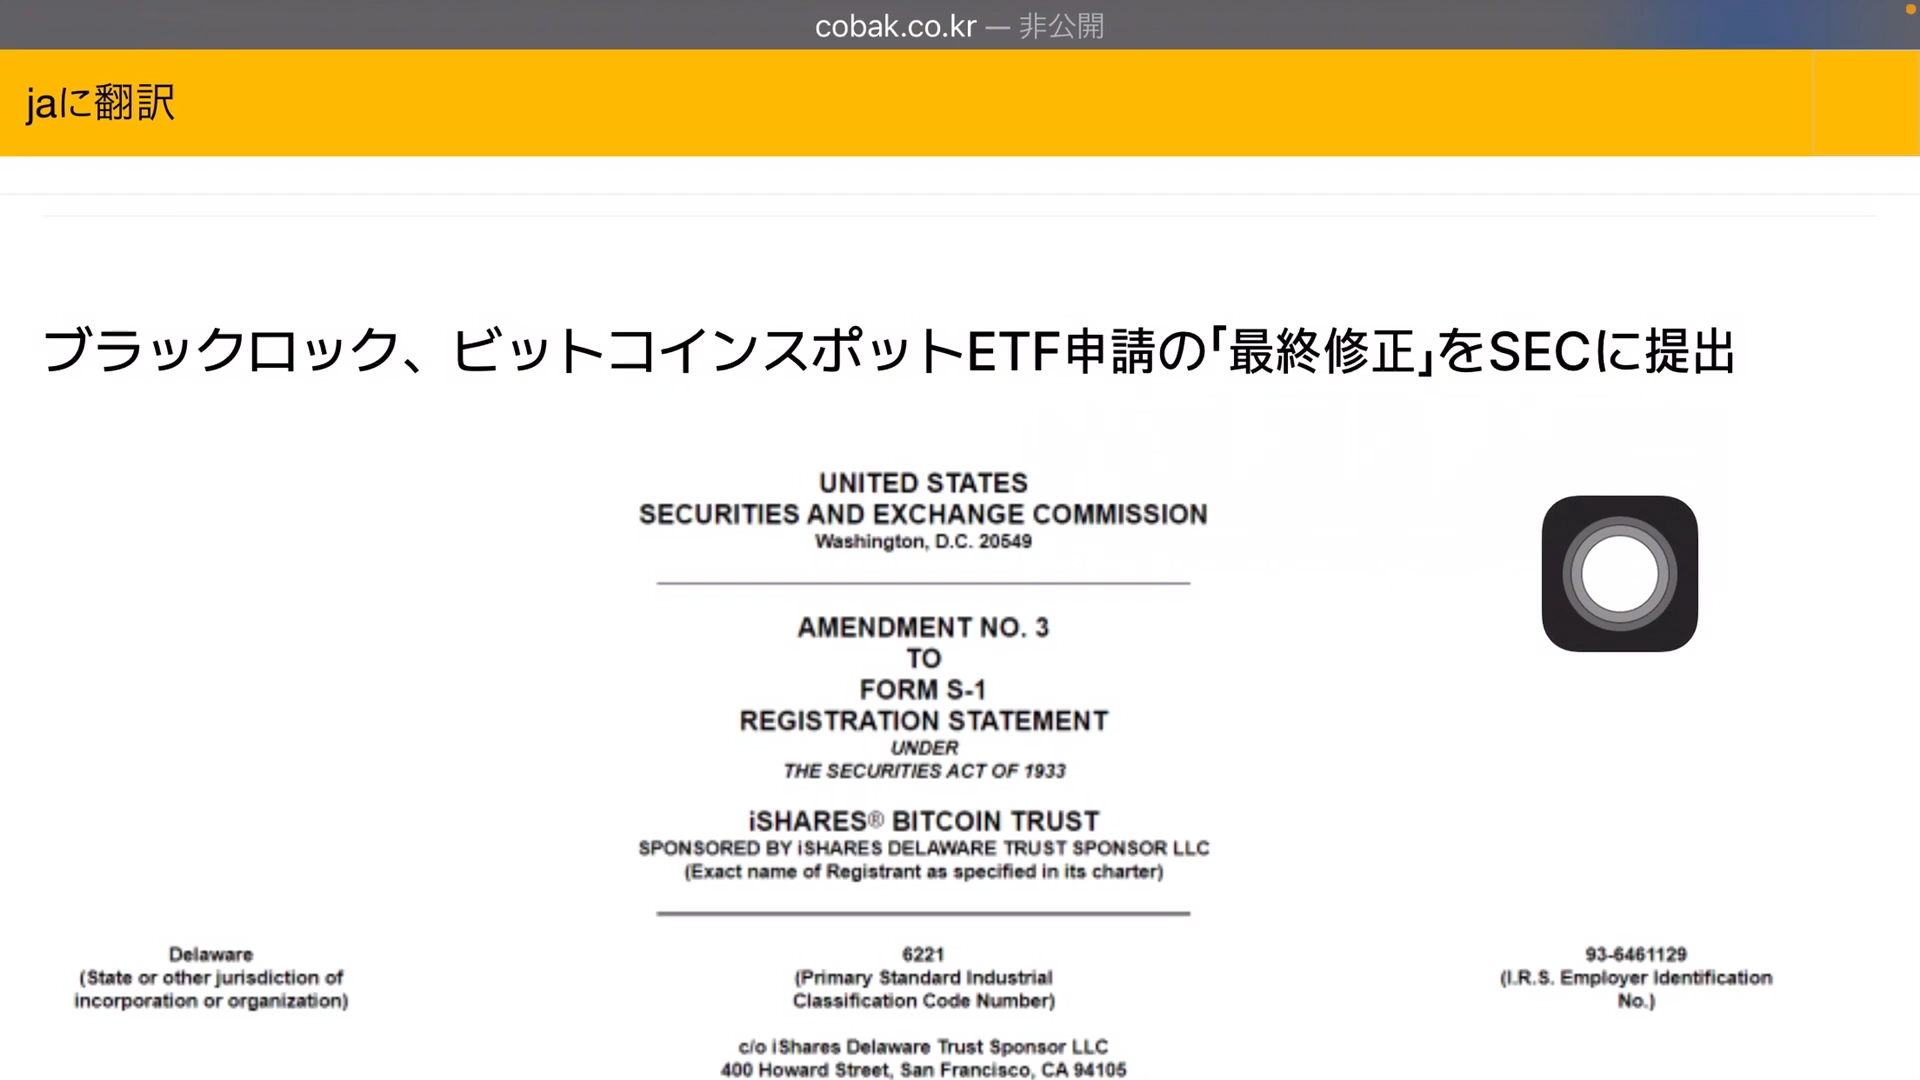 cobak.co.kr — 非公開
jaに翻訳
ブラックロック、ビットコインスポットETF申請の「最終修正」をSECに提出
UNITED STATES
SECURITIES AND EXCHANGE COMMISSION
Washington, D.C. 20549
AMENDMENT NO. 3
TO
FORM S-1
REGISTRATION STATEMENT
UNDER
THE SECURITIES ACT OF 1933
iSHARES® BITCOIN TRUST
SPONSORED BY iSHARES DELAWARE TRUST SPONSOR LLC
(Exact name of Registrant as specified in its charter)
Delaware
(State or other jurisdiction of
incorporation or organization)
6221
(Primary Standard Industrial
Classification Code Number)
93-6461129
(I.R.S. Employer Identification
No.)
c/o iShares Delaware Trust Sponsor LLC
400 Howard Street, San Francisco, CA 94105